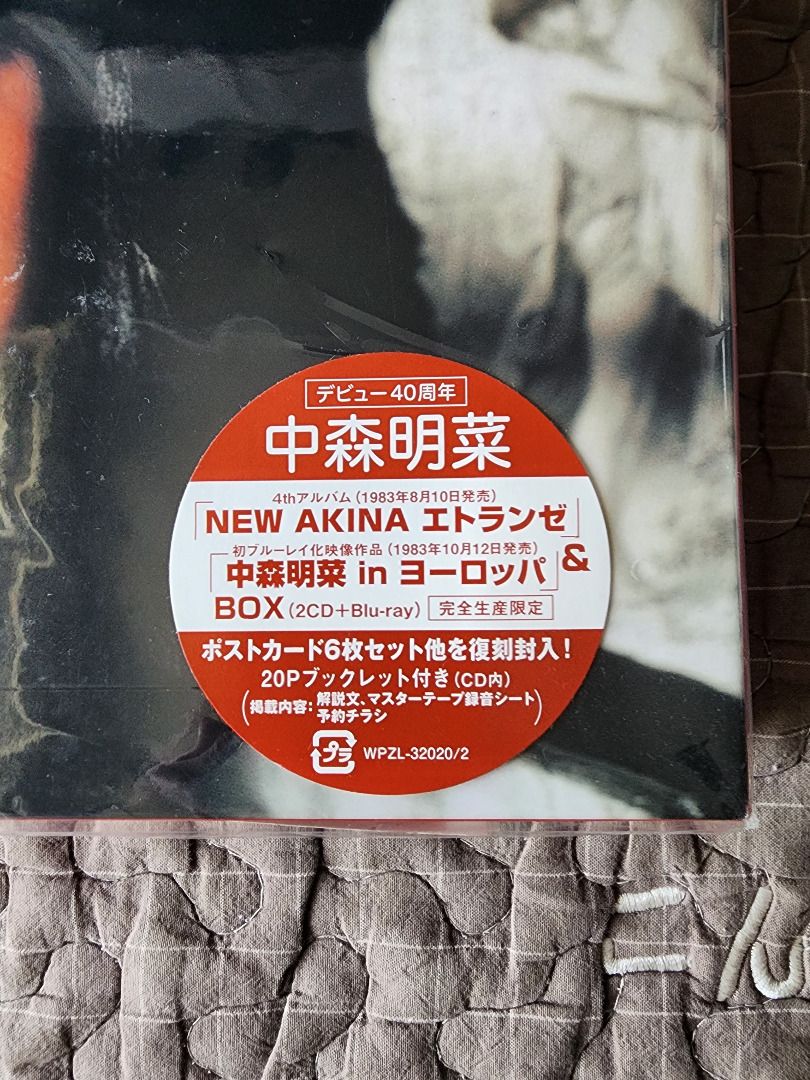 デビュー40周年
中森明菜
4thアルバム(1983年8月10日発売)
「NEW AKINA エトランゼ」
&
初ブルーレイ化映像作品(1983年10月12日発売)
「中森明菜 in ヨーロッパ」
BOX(2CD+Blu-ray) 完全生産限定
ポストカード6枚セット他を復刻封入!
20Pブックレット付き(CD内)
(掲載内容:解説文、マスターテープ録音シート
予約チラシ)
プラ WPZL-32020/2